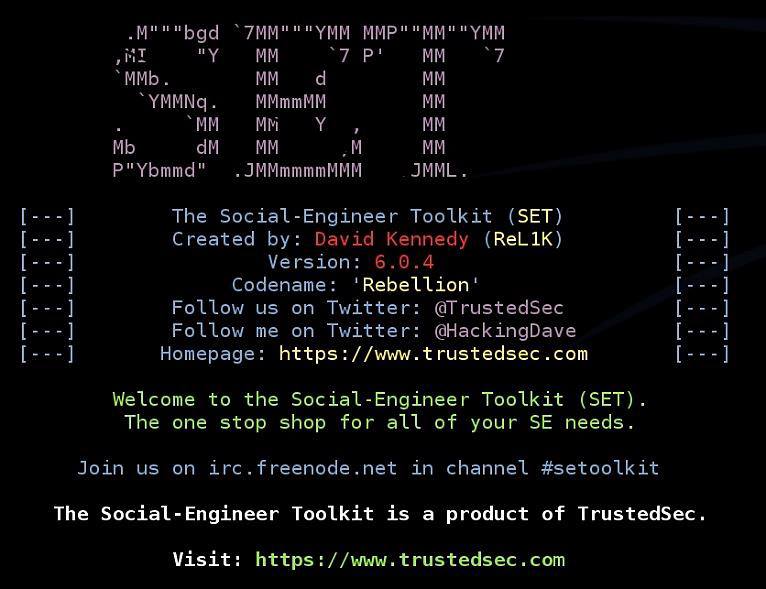 .M"""bgd `7MM"""YMM MMP""MM""YMM
,MI    "Y   MM    `7 P'   MM   `7
`MMb.       MM   d        MM
`YMMNq.   MMmmMM        MM
.     `MM   MM   Y  ,     MM
Mb     dM   MM     ,M     MM
P"Ybmmd"  .JMMmmmmMMM   .JMML.
[---]        The Social-Engineer Toolkit (SET)         [---]
[---]        Created by: David Kennedy (ReL1K)         [---]
[---]                Version: 6.0.4                    [---]
[---]             Codename: 'Rebellion'                [---]
[---]        Follow us on Twitter: @TrustedSec         [---]
[---]        Follow me on Twitter: @HackingDave        [---]
[---]       Homepage: https://www.trustedsec.com       [---]
Welcome to the Social-Engineer Toolkit (SET).
The one stop shop for all of your SE needs.
Join us on irc.freenode.net in channel #setoolkit
The Social-Engineer Toolkit is a product of TrustedSec.
Visit: https://www.trustedsec.com